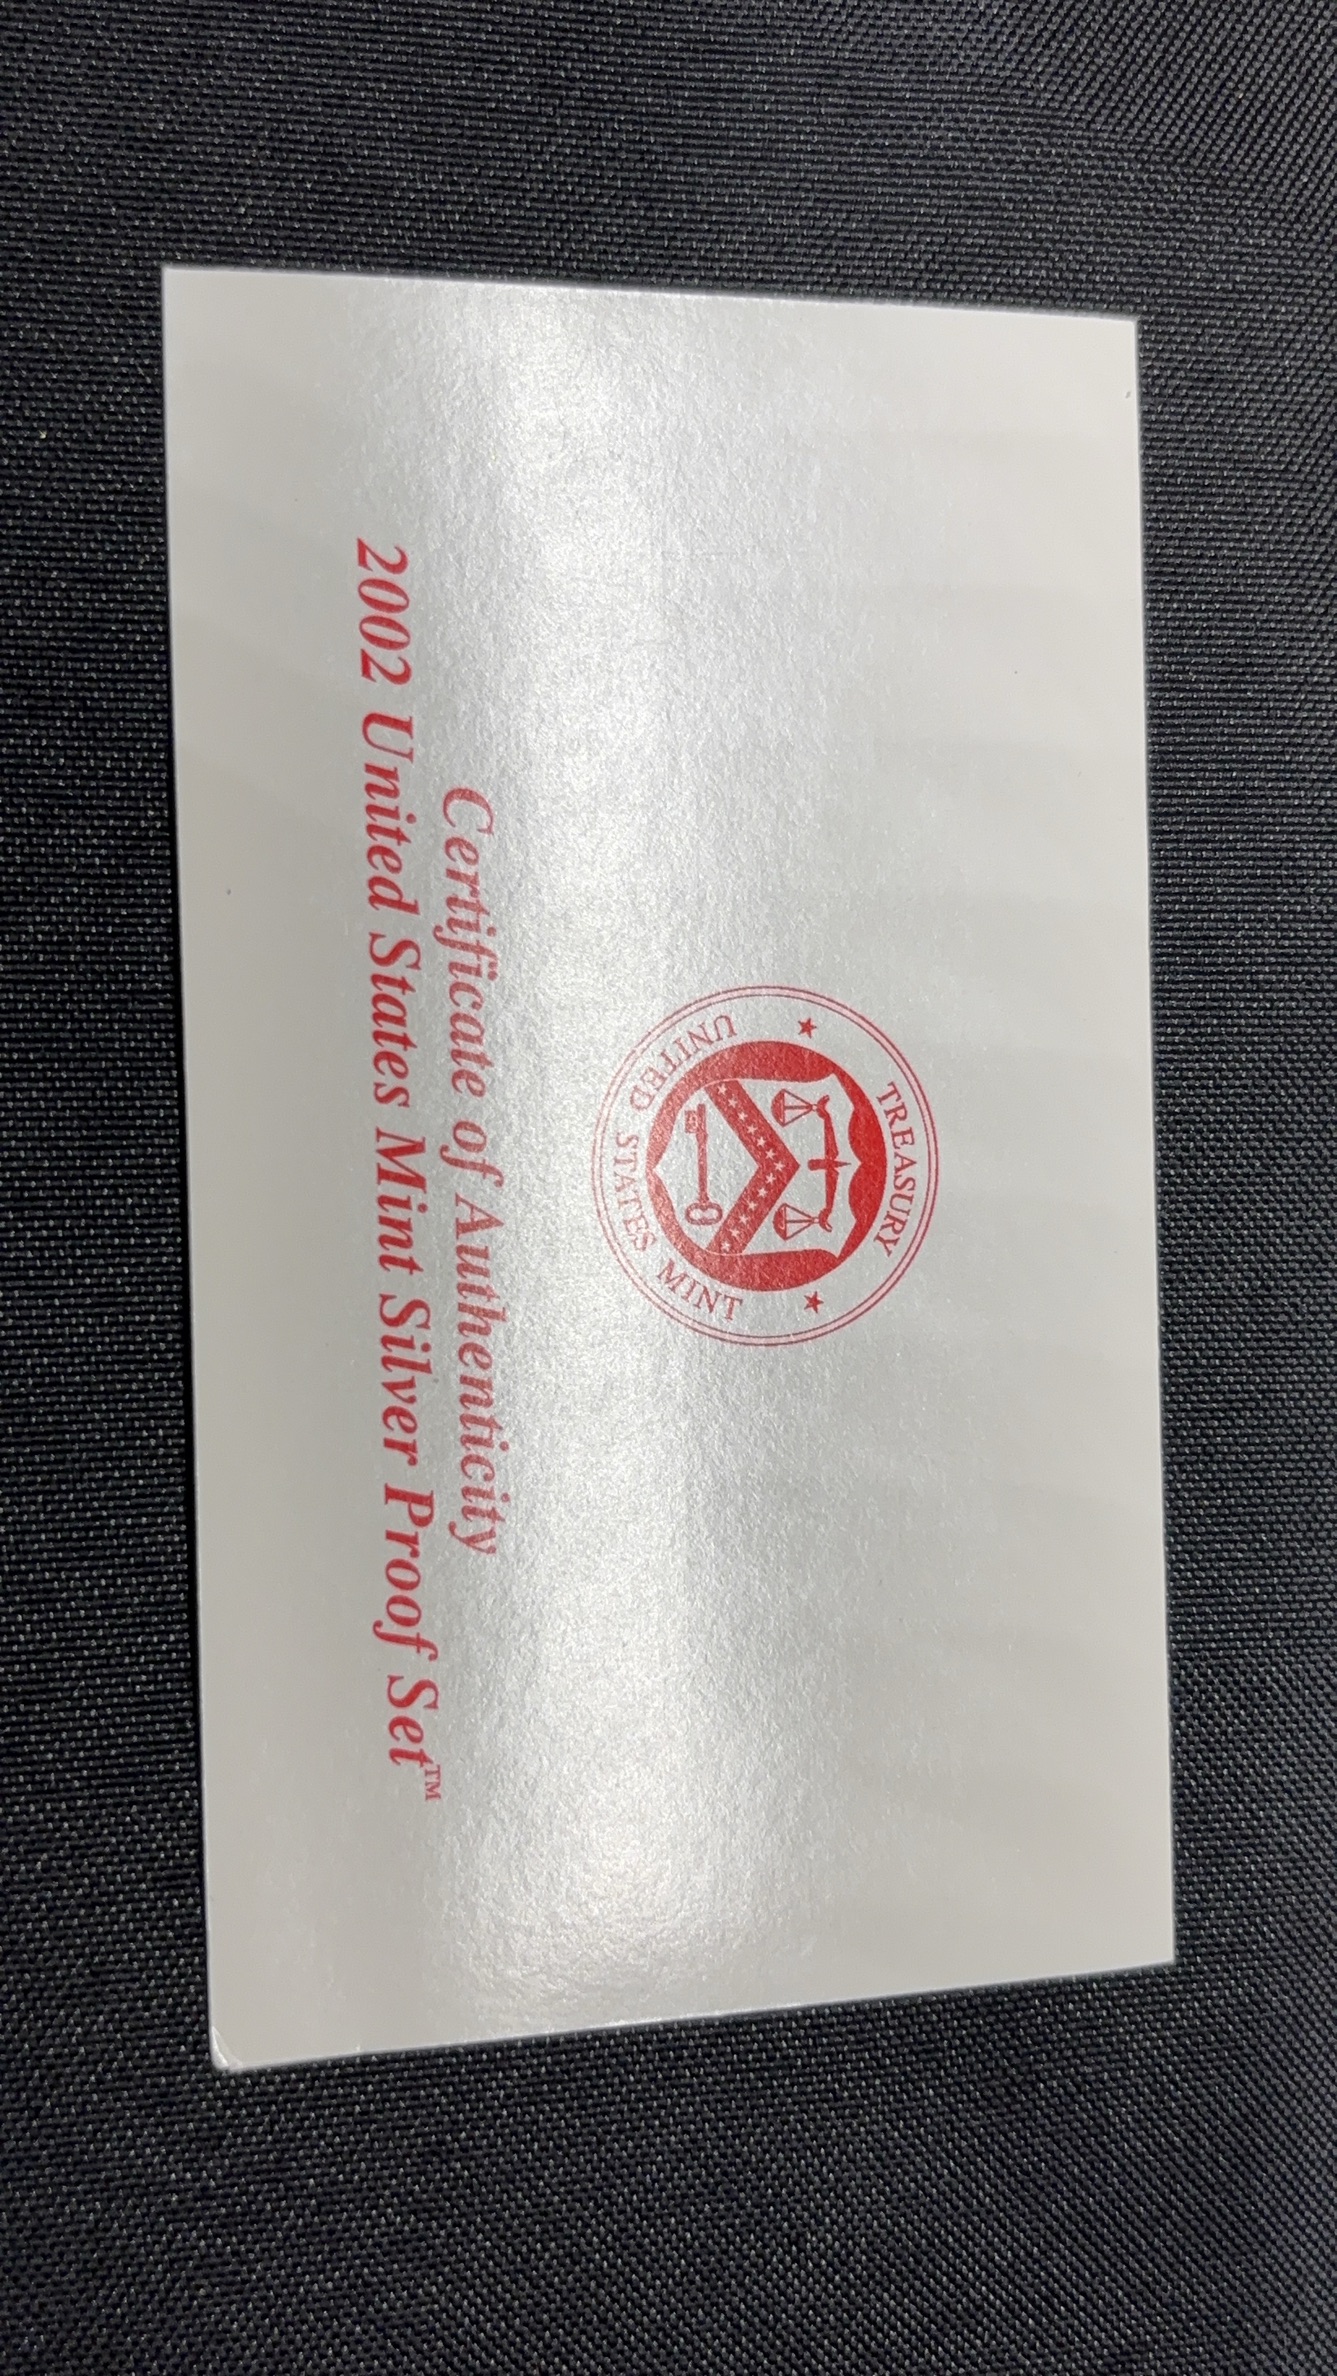 TREASURY
UNITED STATES MINT
Certificate of Authenticity
2002 United States Mint Silver Proof Set™